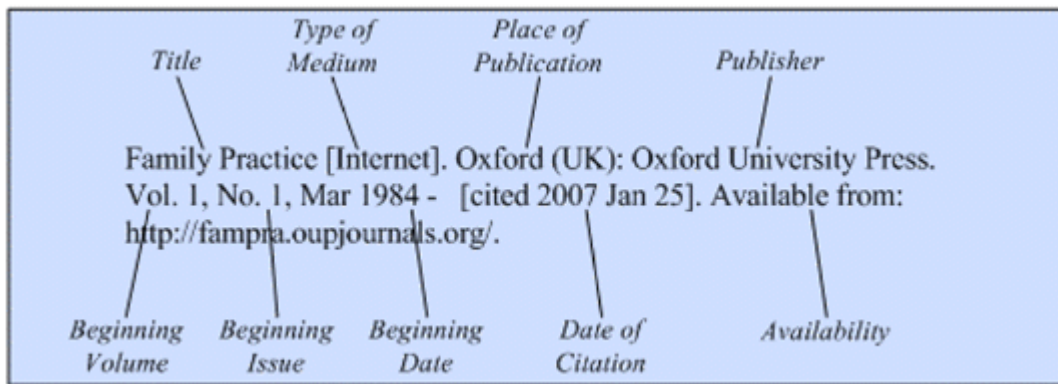 Type of Place of
Title Medium Publication Publisher
Family Practice [Internet]. Oxford (UK): Oxford University Press.
Vol. 1, No. 1, Mar 1984 - [cited 2007 Jan 25]. Available from:
http://fampra.oupjournals.org/.
Beginning Beginning Beginning Date of Availability
Volume Issue Date Citation